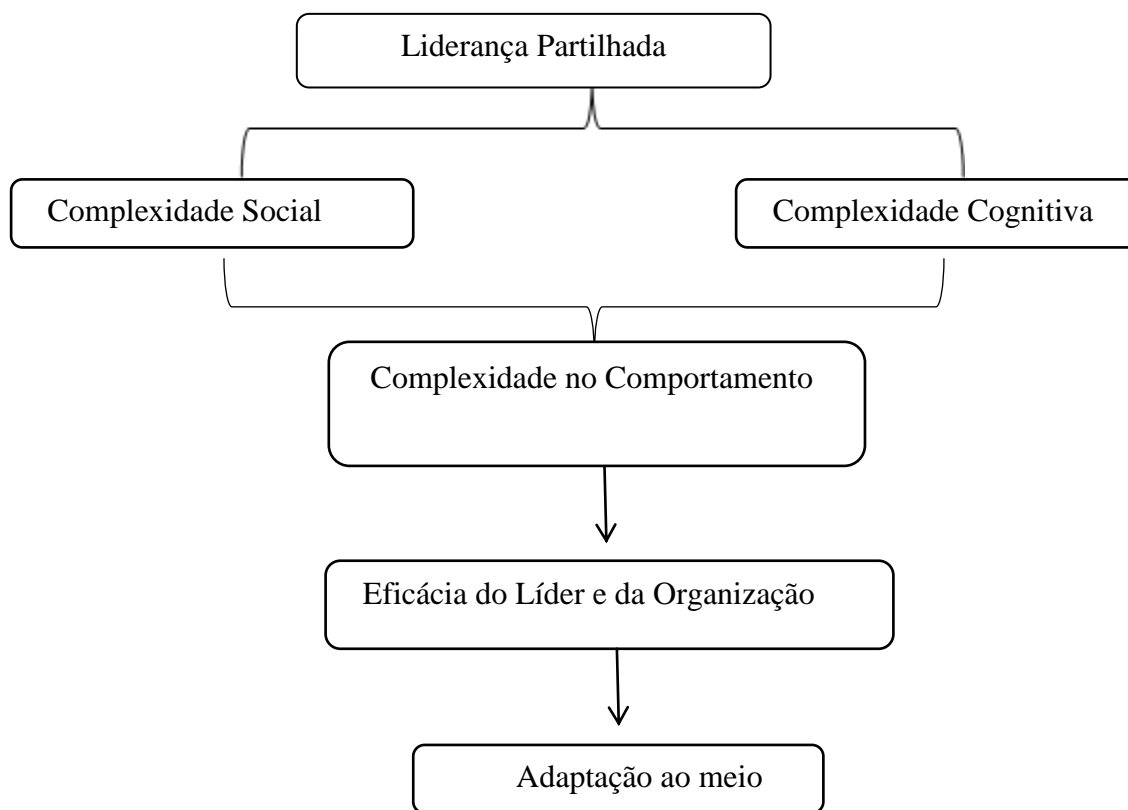 Liderança Partilhada
Complexidade Social
Complexidade Cognitiva
Complexidade no Comportamento
Eficácia do Líder e da Organização
Adaptação ao meio